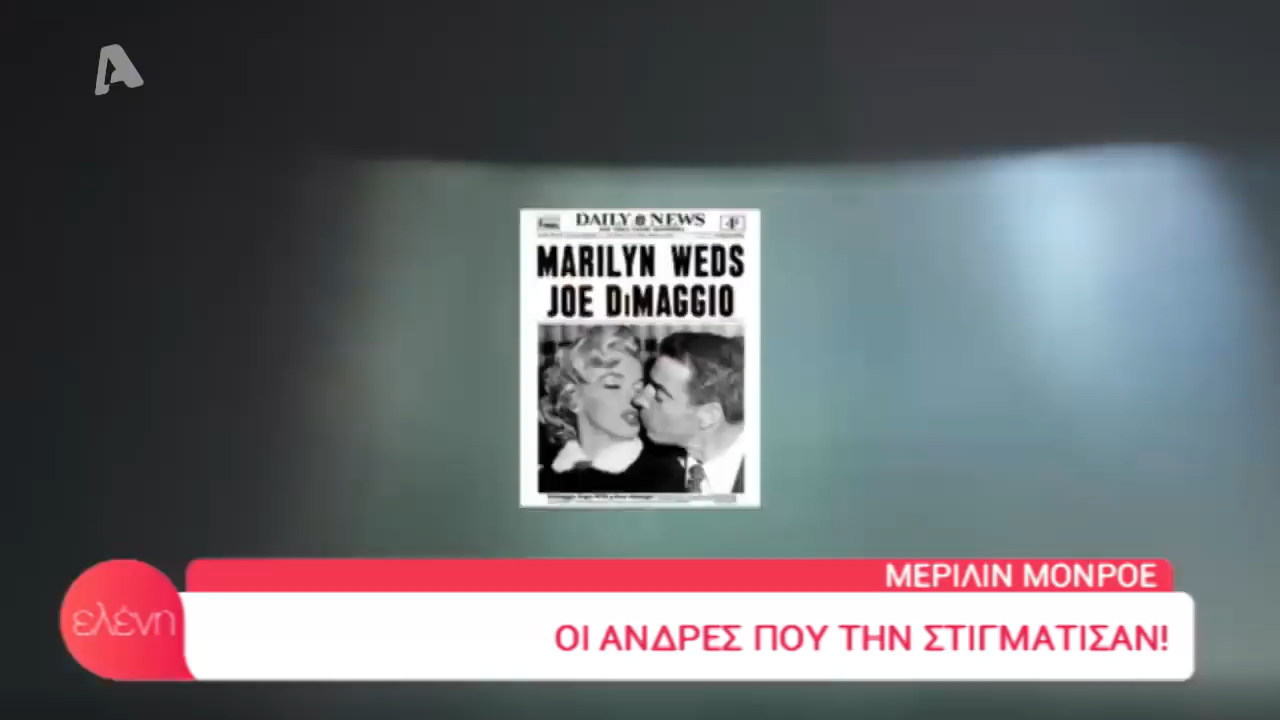 DAILY NEWS
MARILYN WEDS
JOE DiMAGGIO
ΜΕΡΙΛΙΝ ΜΟΝΡΟΕ
ελένη
ΟΙ ΑΝΔΡΕΣ ΠΟΥ ΤΗΝ ΣΤΙΓΜΑΤΙΣΑΝ!